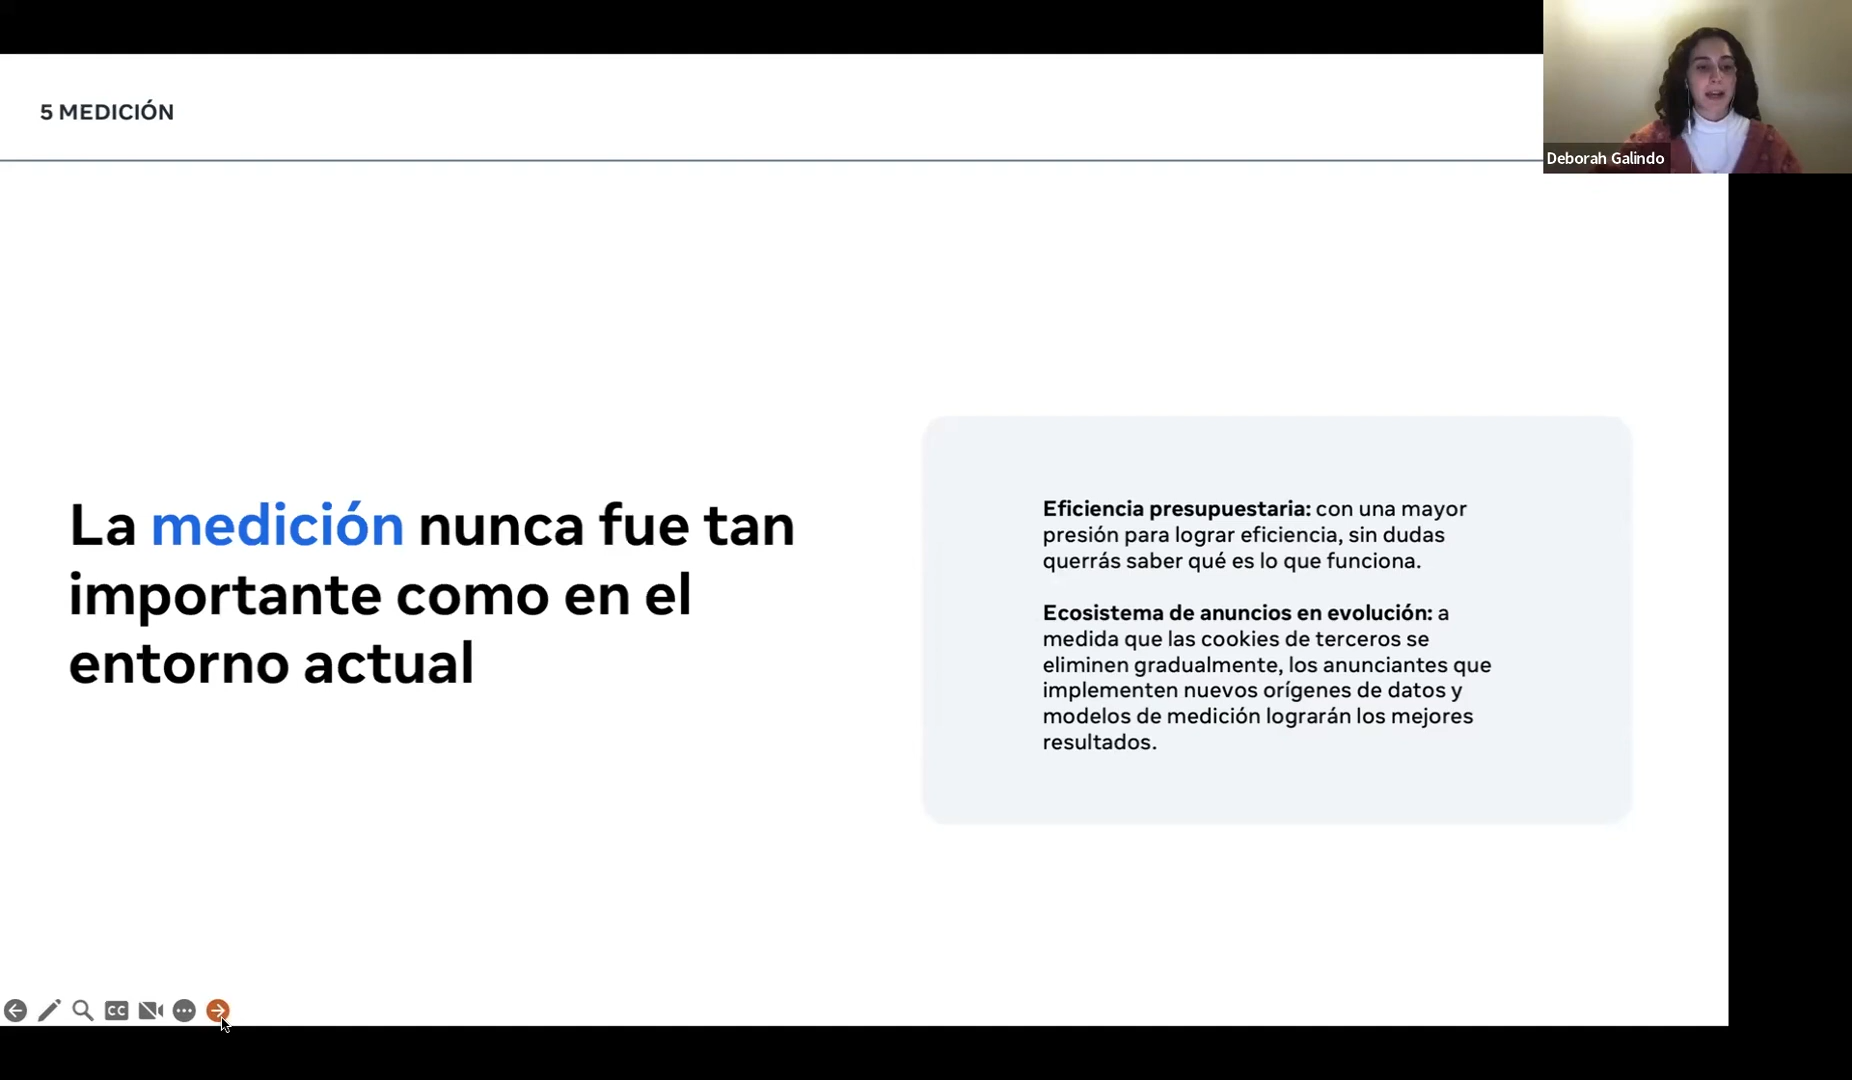 5 MEDICIÓN
Deborah Galindo
La medición nunca fue tan
importante como en el
entorno actual
Eficiencia presupuestaria: con una mayor
presión para lograr eficiencia, sin dudas
querrás saber qué es lo que funciona.
Ecosistema de anuncios en evolución: a
medida que las cookies de terceros se
eliminen gradualmente, los anunciantes que
implementen nuevos orígenes de datos y
modelos de medición lograrán los mejores
resultados.
CC